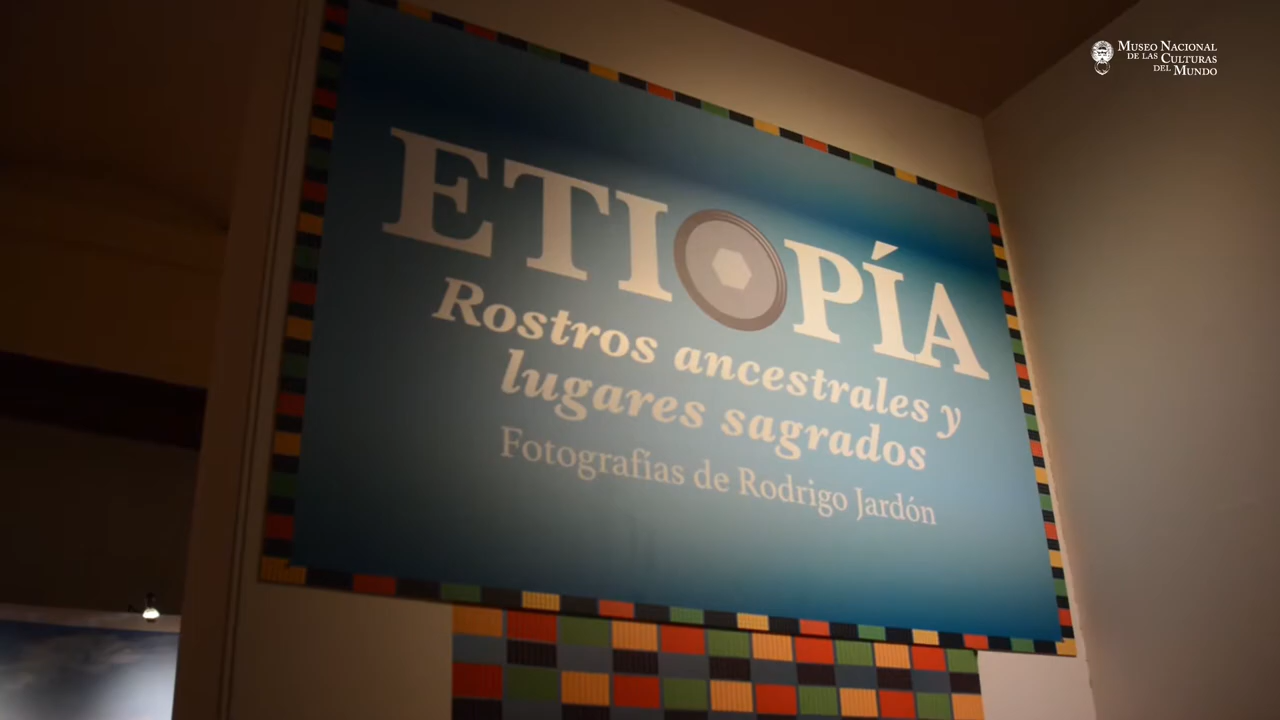 MUSEO NACIONAL
DE LAS CULTURAS
DEL MUNDO
ETIOPÍA
Rostros ancestrales y
lugares sagrados
Fotografías de Rodrigo Jardón